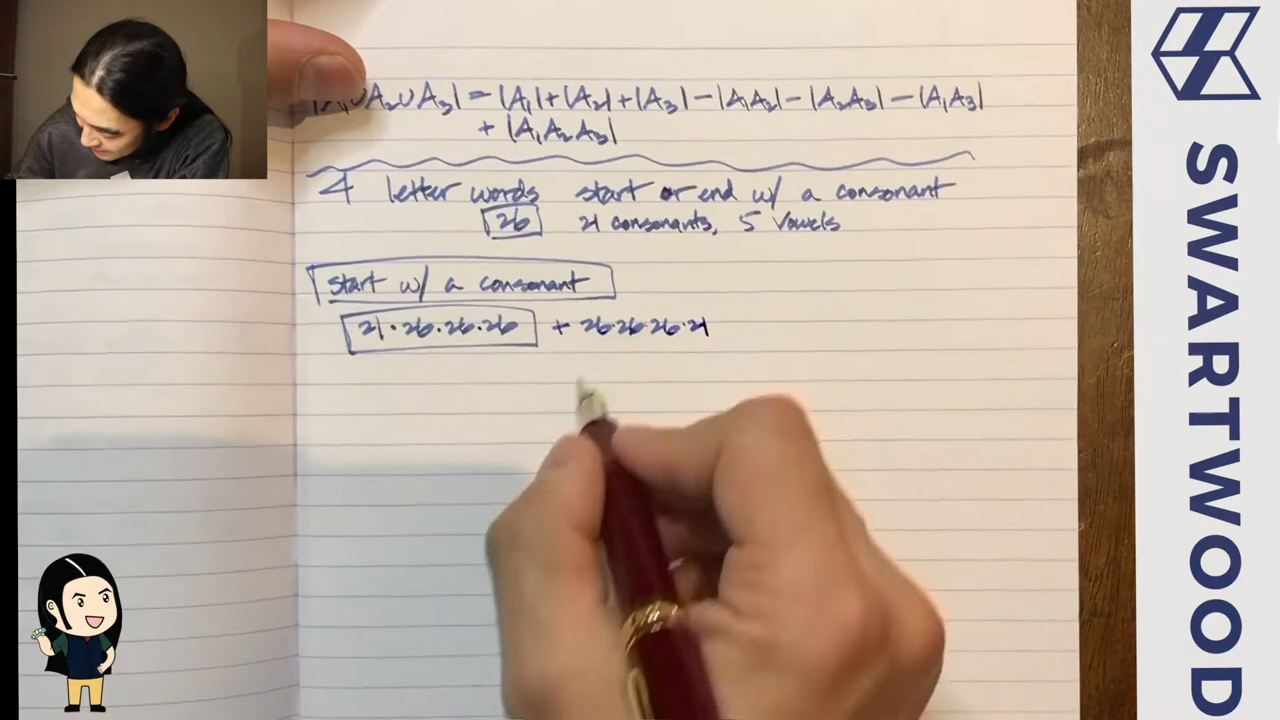 ∪A₂∪A₃| = |A₁|+|A₂|+|A₃|-|A₁A₂|-|A₂A₃|-|A₁A₃|
+ |A₁A₂A₃|
4 letter words start or end w/ a consonant
26 21 consonants, 5 vowels
start w/ a consonant
21·26·26·26 + 26·26·26·21
SWARTWOOD